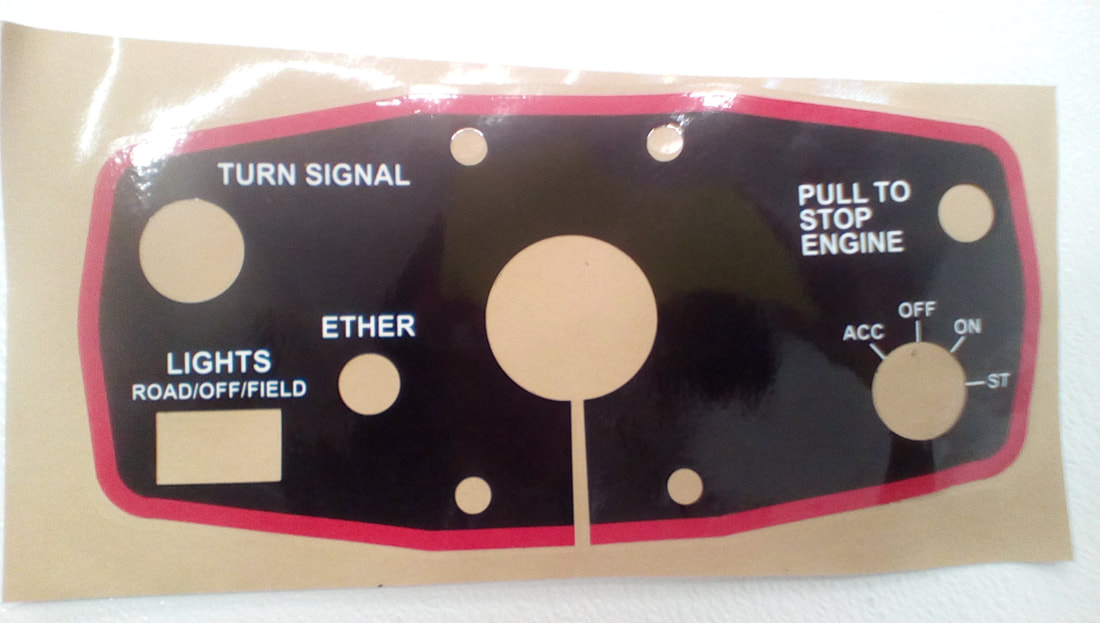 TURN SIGNAL
PULL TO
STOP
ENGINE
ETHER
LIGHTS
ROAD/OFF/FIELD
ACC
OFF
ON
ST